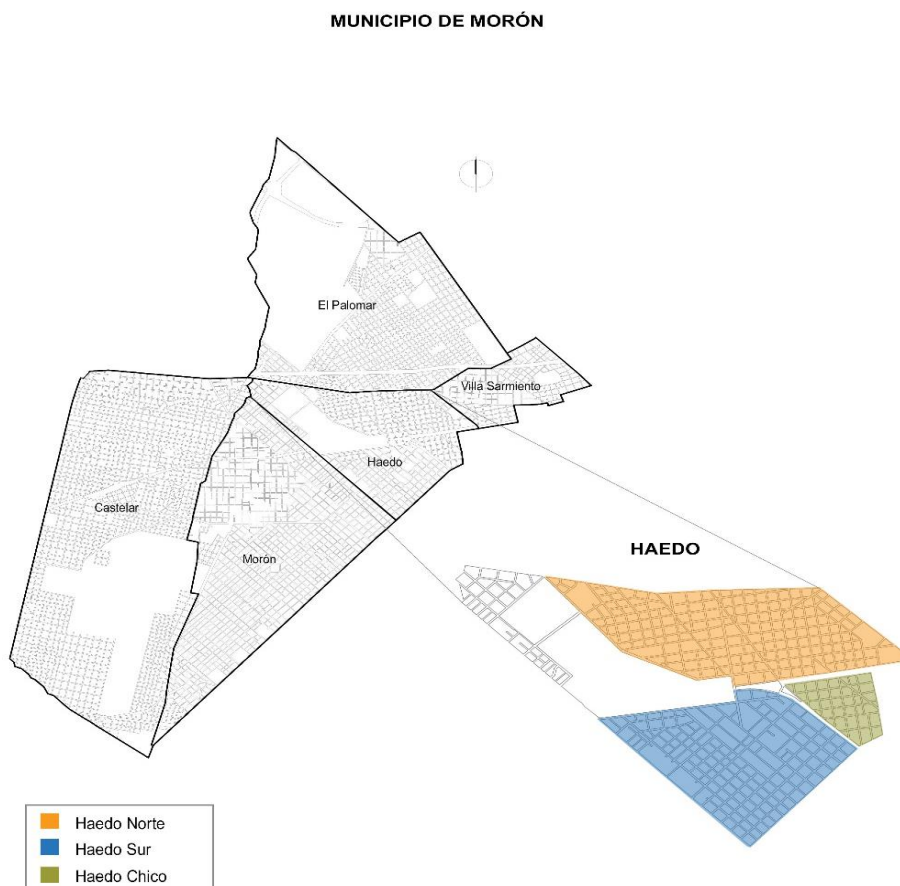 MUNICIPIO DE MORÓN
El Palomar
Villa Sarmiento
Haedo
Castelar
Morón
HAEDO
Haedo Norte
Haedo Sur
Haedo Chico